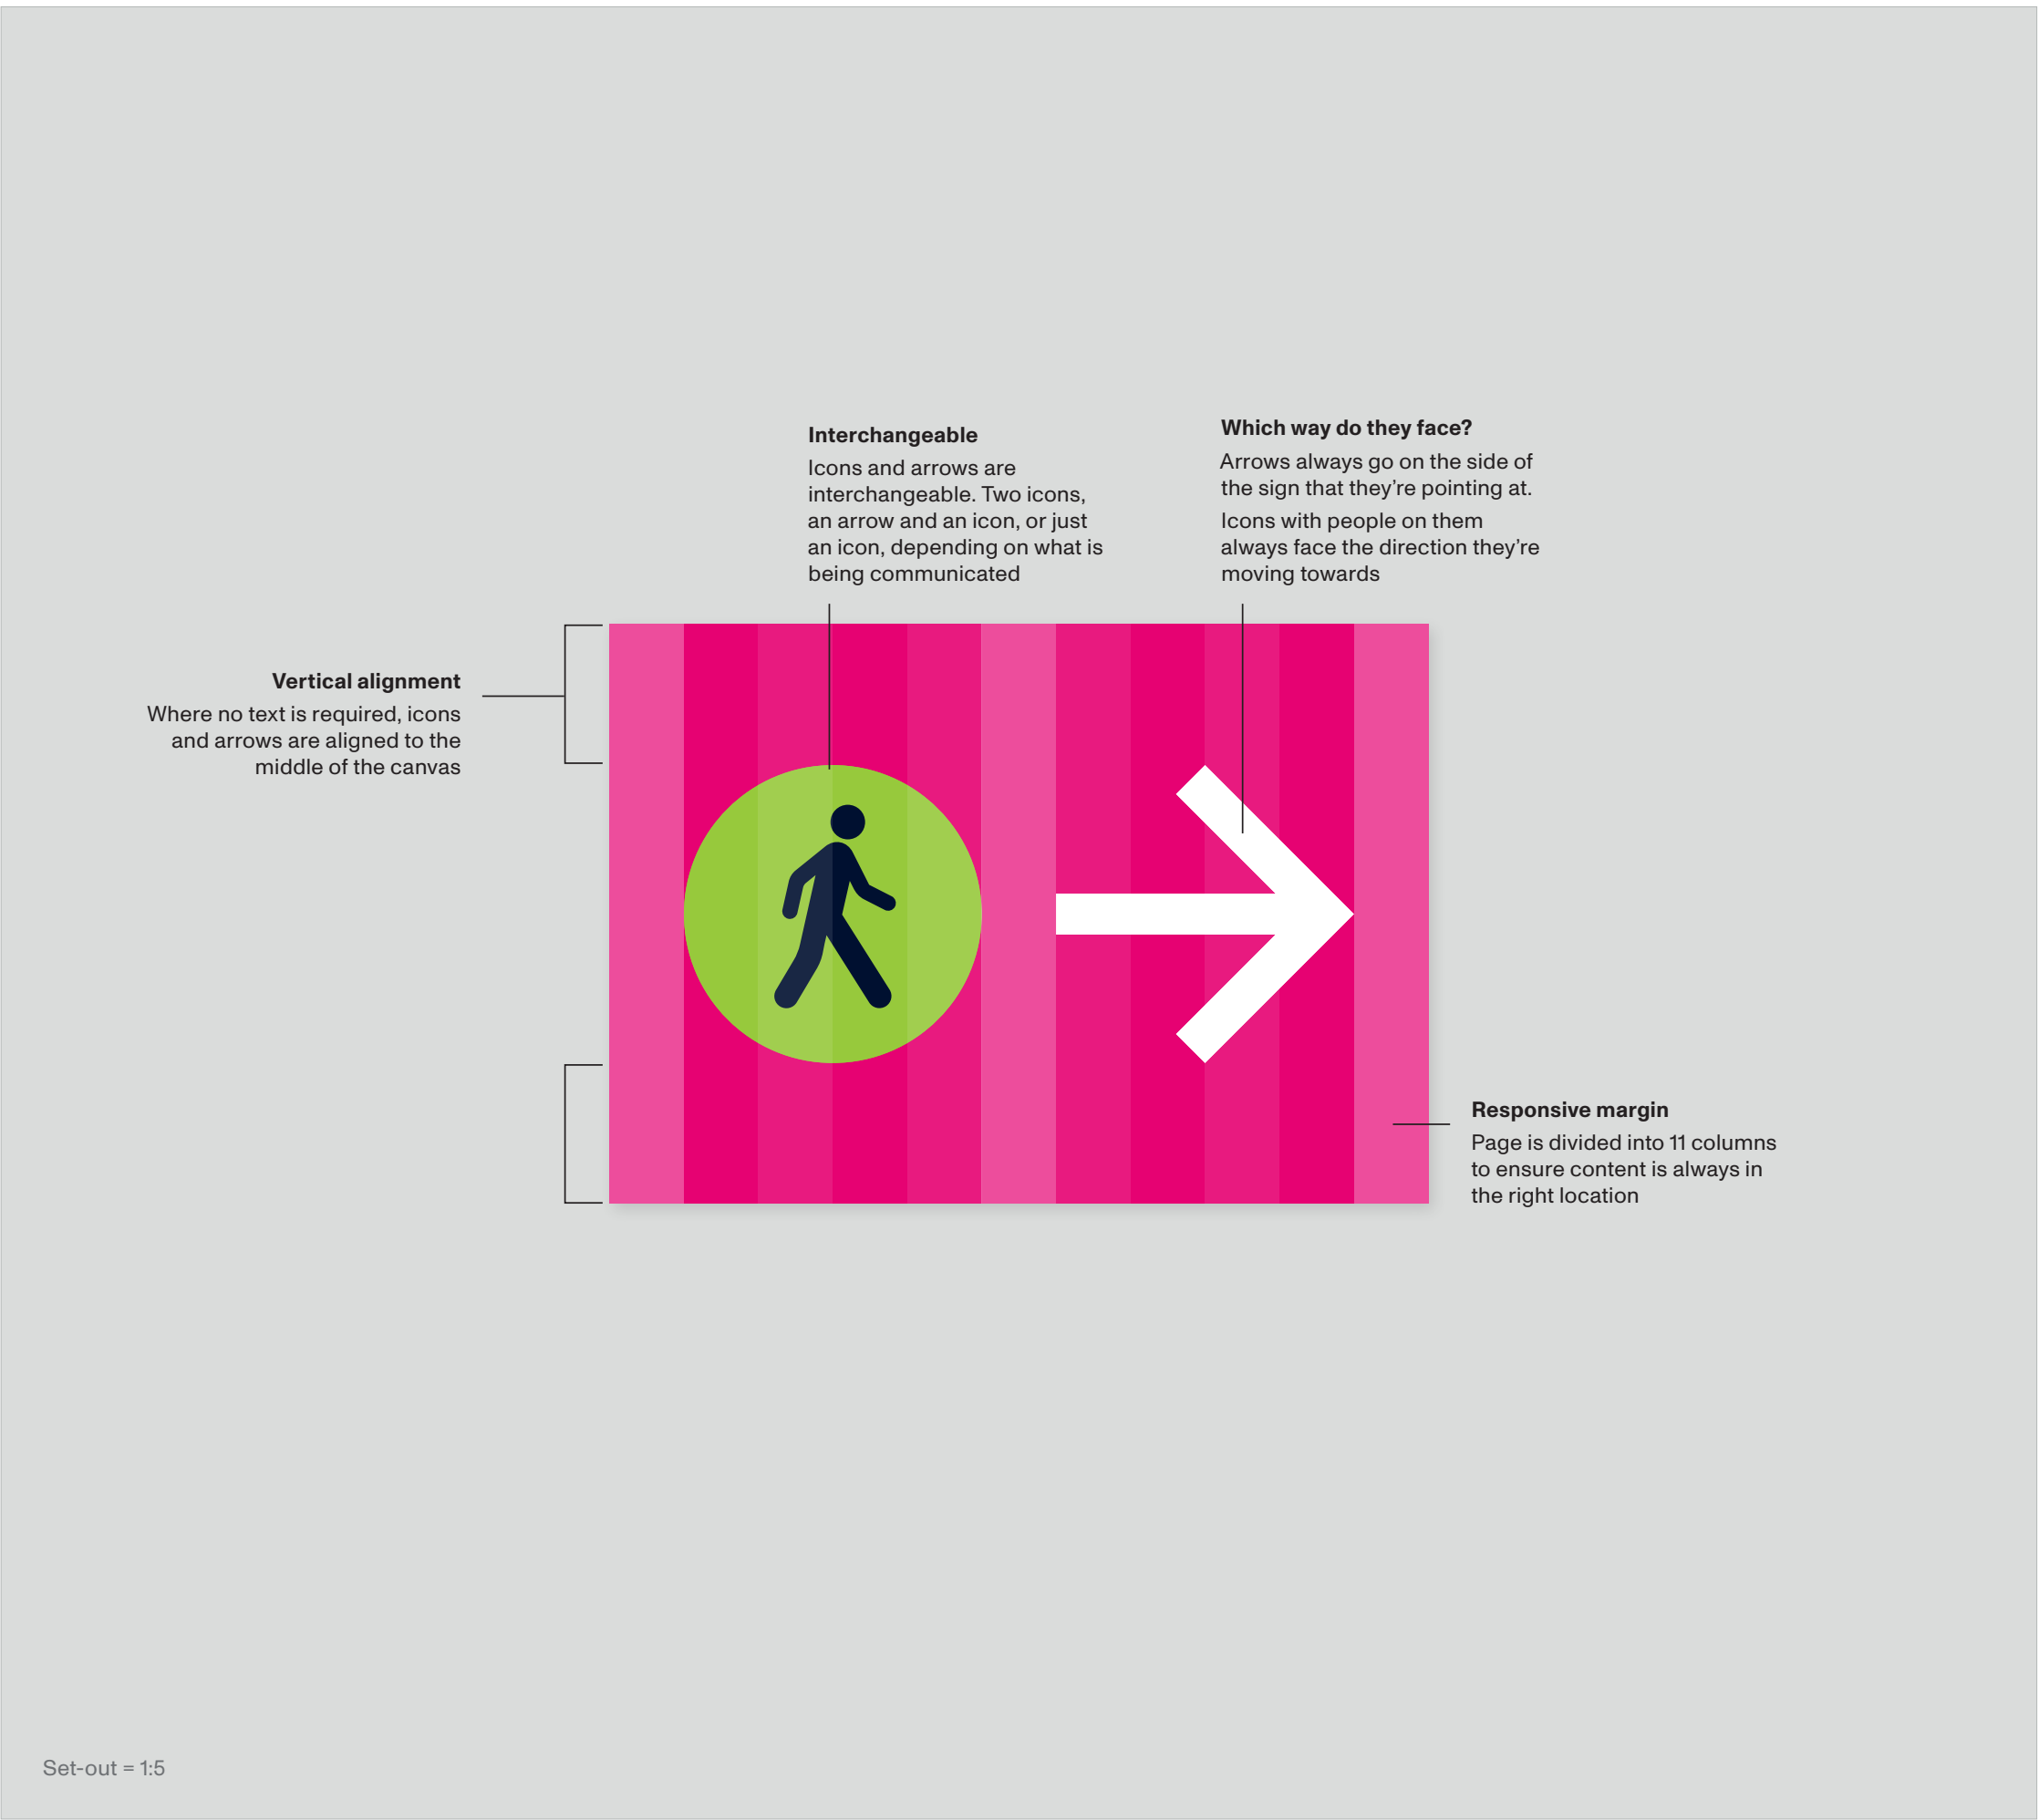 Interchangeable
Icons and arrows are
interchangeable. Two icons,
an arrow and an icon, or just
an icon, depending on what is
being communicated
Which way do they face?
Arrows always go on the side of
the sign that they’re pointing at.
Icons with people on them
always face the direction they’re
moving towards
Vertical alignment
Where no text is required, icons
and arrows are aligned to the
middle of the canvas
Responsive margin
Page is divided into 11 columns
to ensure content is always in
the right location
Set-out = 1:5